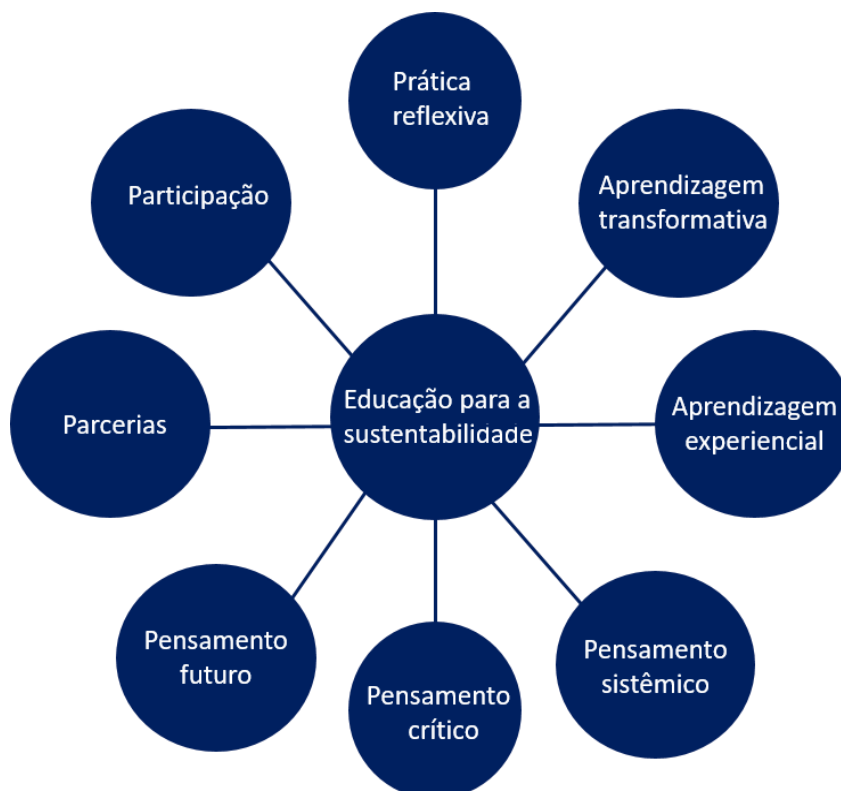 Prática
reflexiva
Participação
Aprendizagem
transformativa
Parcerias
Educação para a
sustentabilidade
Aprendizagem
experiencial
Pensamento
futuro
Pensamento
crítico
Pensamento
sistêmico